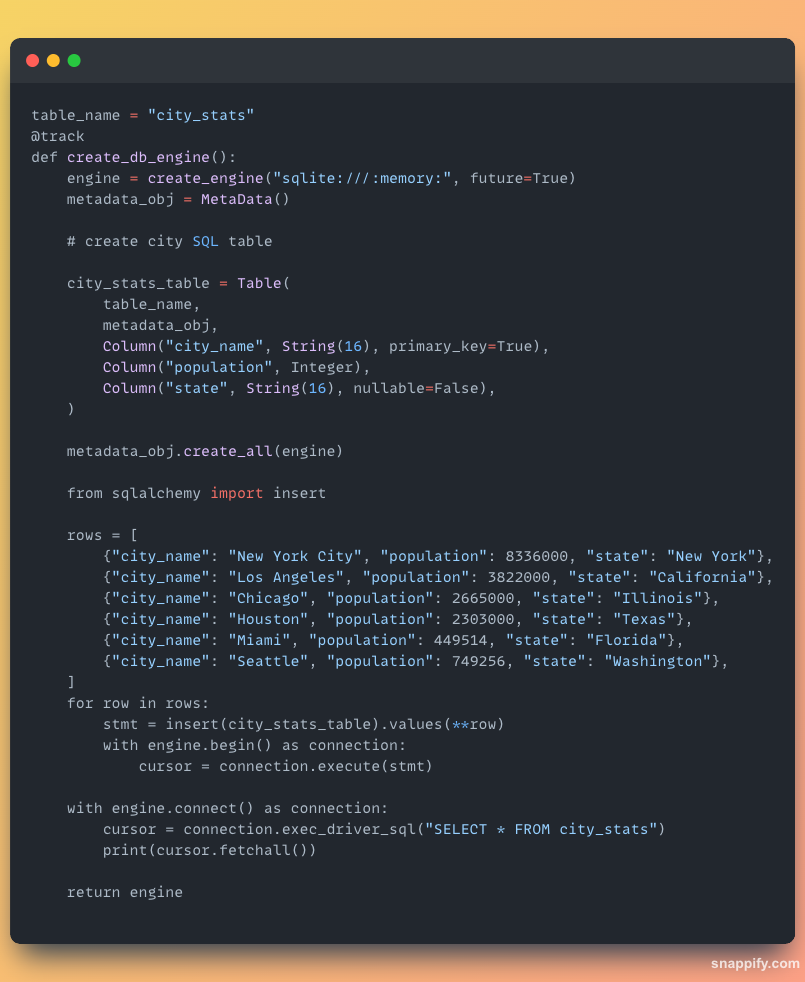 table_name = "city_stats"
@track
def create_db_engine():
    engine = create_engine("sqlite:///:memory:", future=True)
    metadata_obj = MetaData()

    # create city SQL table

    city_stats_table = Table(
        table_name,
        metadata_obj,
        Column("city_name", String(16), primary_key=True),
        Column("population", Integer),
        Column("state", String(16), nullable=False),
    )

    metadata_obj.create_all(engine)

    from sqlalchemy import insert

    rows = [
        {"city_name": "New York City", "population": 8336000, "state": "New York"},
        {"city_name": "Los Angeles", "population": 3822000, "state": "California"},
        {"city_name": "Chicago", "population": 2665000, "state": "Illinois"},
        {"city_name": "Houston", "population": 2303000, "state": "Texas"},
        {"city_name": "Miami", "population": 449514, "state": "Florida"},
        {"city_name": "Seattle", "population": 749256, "state": "Washington"},
    ]
    for row in rows:
        stmt = insert(city_stats_table).values(**row)
        with engine.begin() as connection:
            cursor = connection.execute(stmt)

    with engine.connect() as connection:
        cursor = connection.exec_driver_sql("SELECT * FROM city_stats")
        print(cursor.fetchall())

    return engine
snappify.com